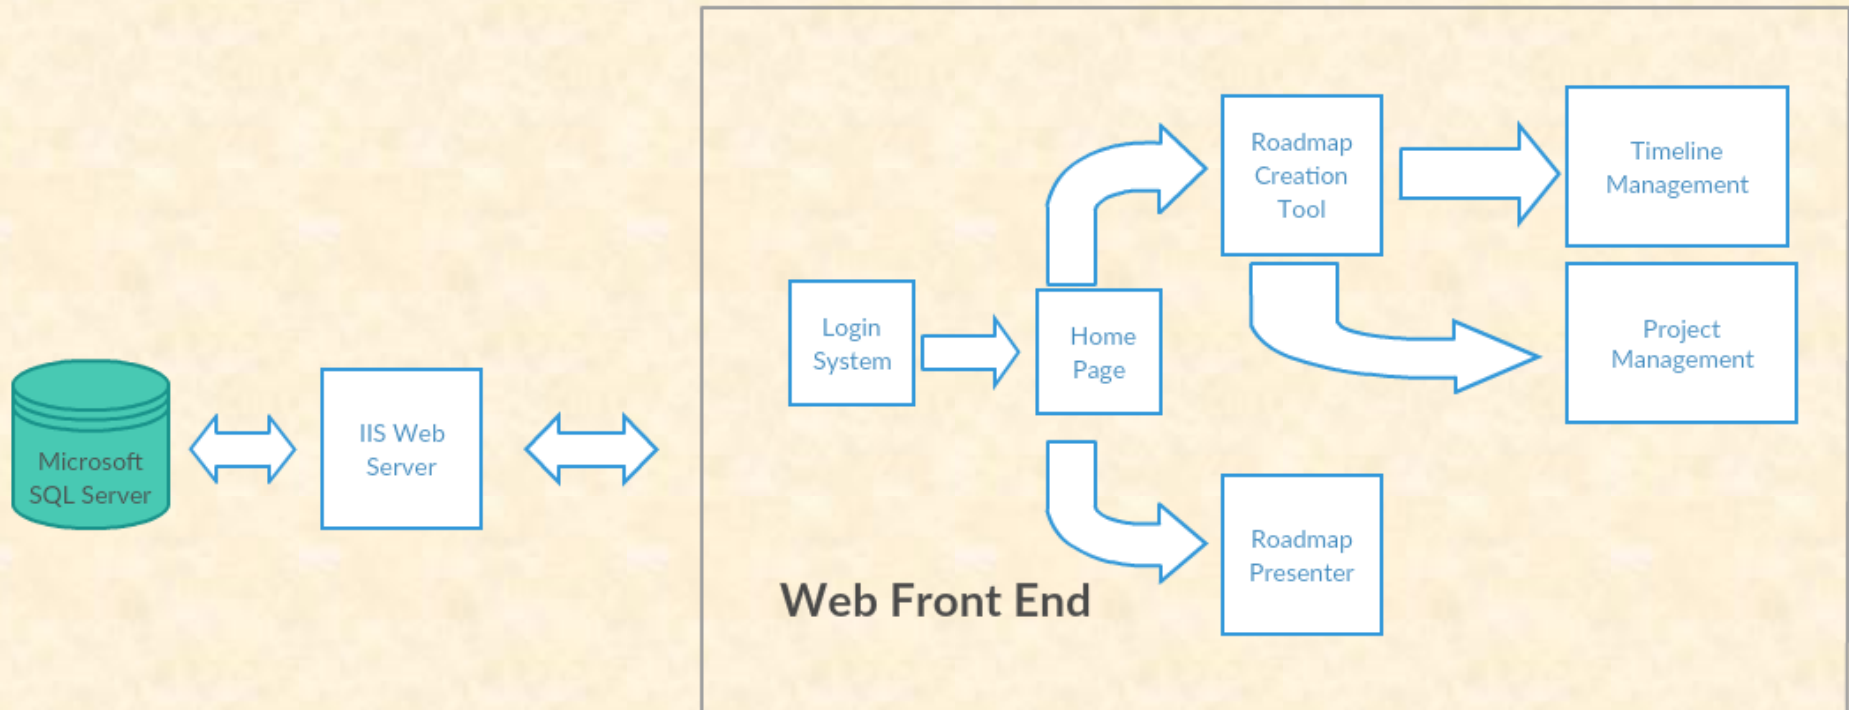 Microsoft
SQL Server
IIS Web
Server
Login
System
Home
Page
Roadmap
Creation
Tool
Timeline
Management
Project
Management
Roadmap
Presenter
Web Front End